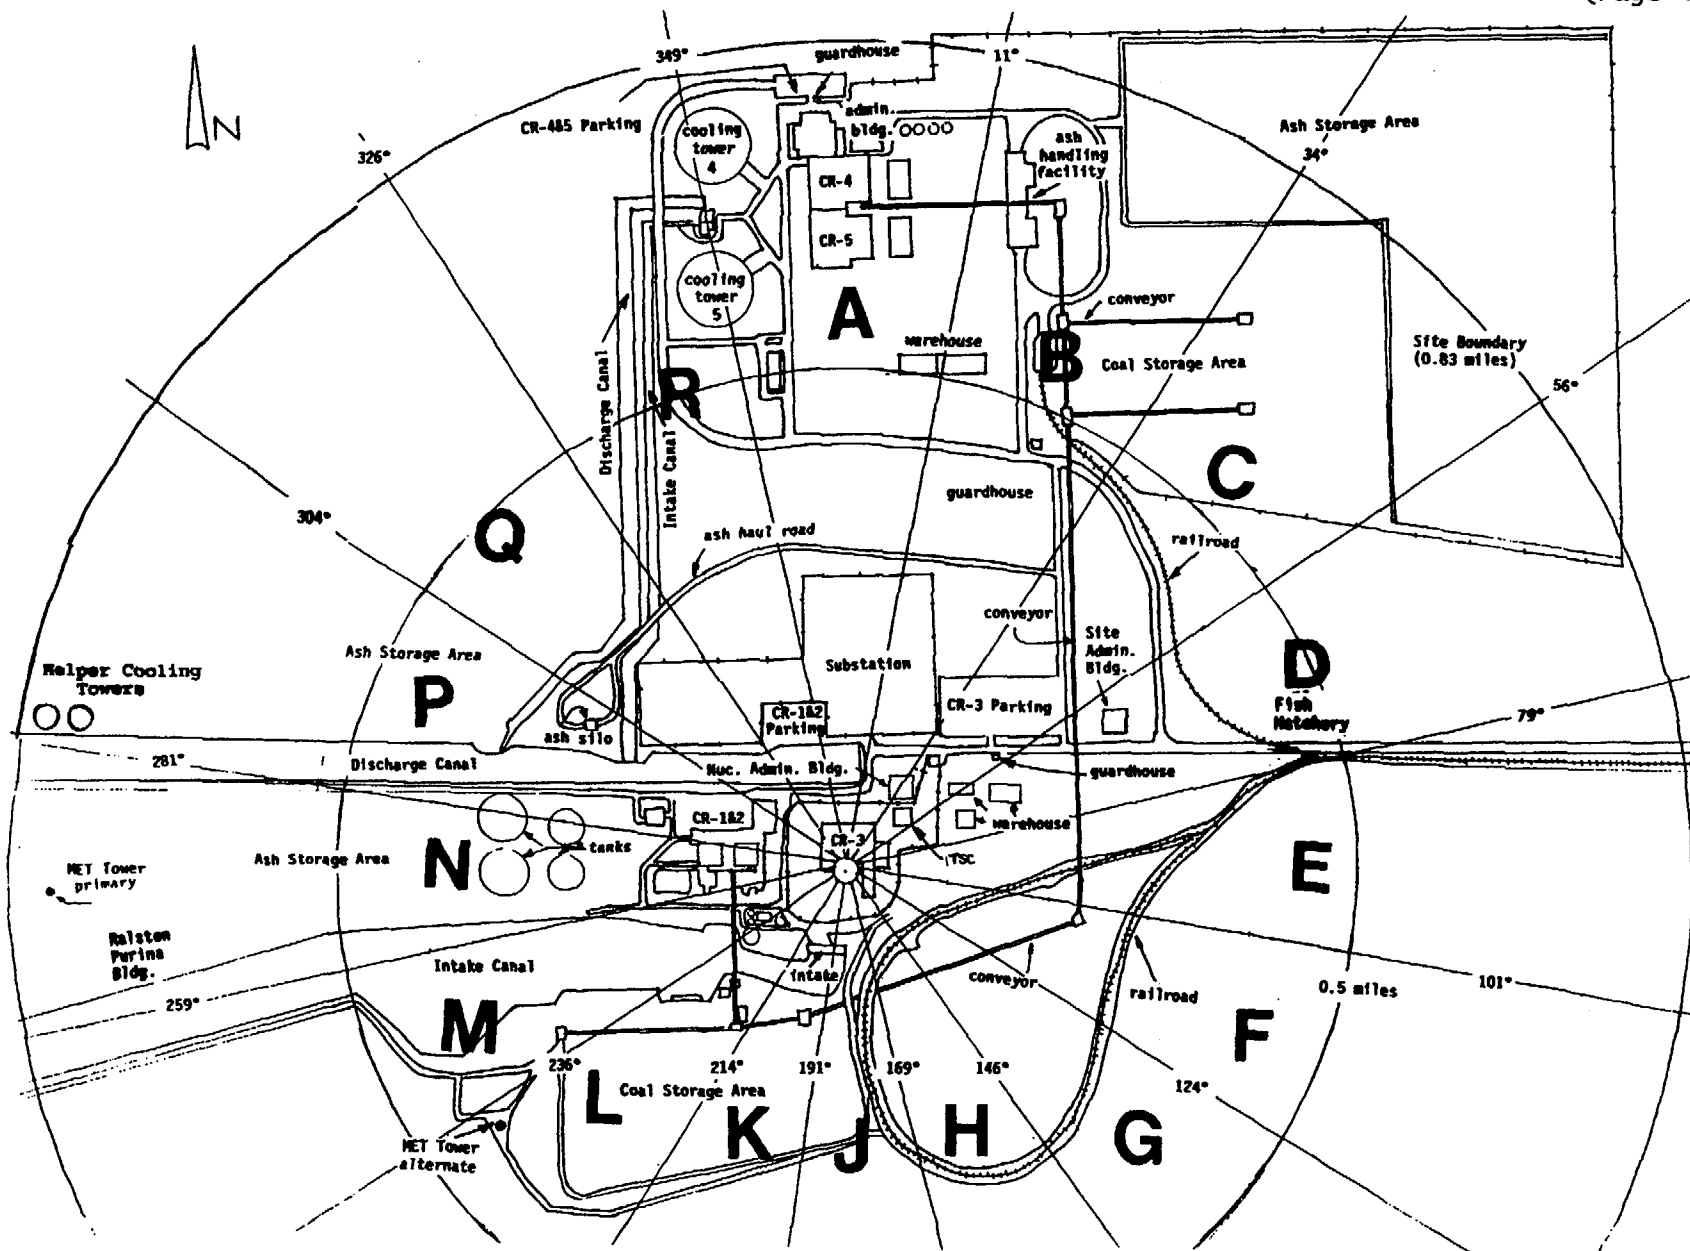 (Page
349°
guardhouse
11°
CR-4&5 Parking
cooling
tower
4
admin.
bldg.
ash
handling
facility
Ash Storage Area
34°
326°
N
CR-4
CR-5
cooling
tower
5
A
conveyor
warehouse
B
Coal Storage Area
Site Boundary
(0.83 miles)
56°
R
Discharge Canal
Intake Canal
C
guardhouse
304°
Q
ash haul road
railroad
conveyor
Site
Admin.
Bldg.
Ash Storage Area
Substation
D
Fish
Hatchery
Helper Cooling
Towers
P
CR-1&2
Parking
CR-3 Parking
79°
ash silo
281°
Discharge Canal
Nuc. Admin. Bldg.
guardhouse
CR-1&2
CR-3
warehouse
TSC
tanks
Ash Storage Area
N
E
MET Tower
primary
Ralston
Purina
Bldg.
Intake Canal
intake
conveyor
railroad
0.5 miles
101°
259°
M
F
236°
214°
191°
169°
146°
124°
L
Coal Storage Area
K
J
H
G
MET Tower
alternate